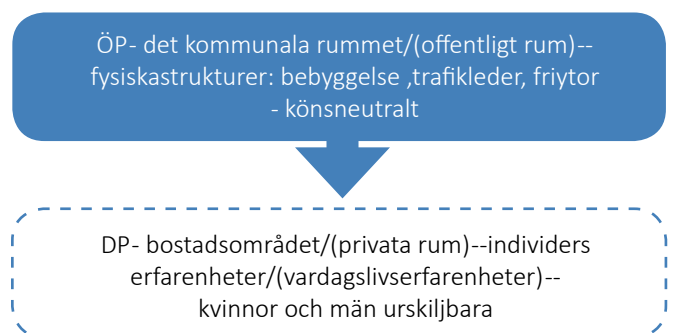 ÖP- det kommunala rummet/(offentligt rum)--
fysiskastrukturer: bebyggelse ,trafikleder, friytor
- könsneutralt
DP- bostadsområdet/(privata rum)--individers
erfarenheter/(vardagslivserfarenheter)--
kvinnor och män urskiljbara